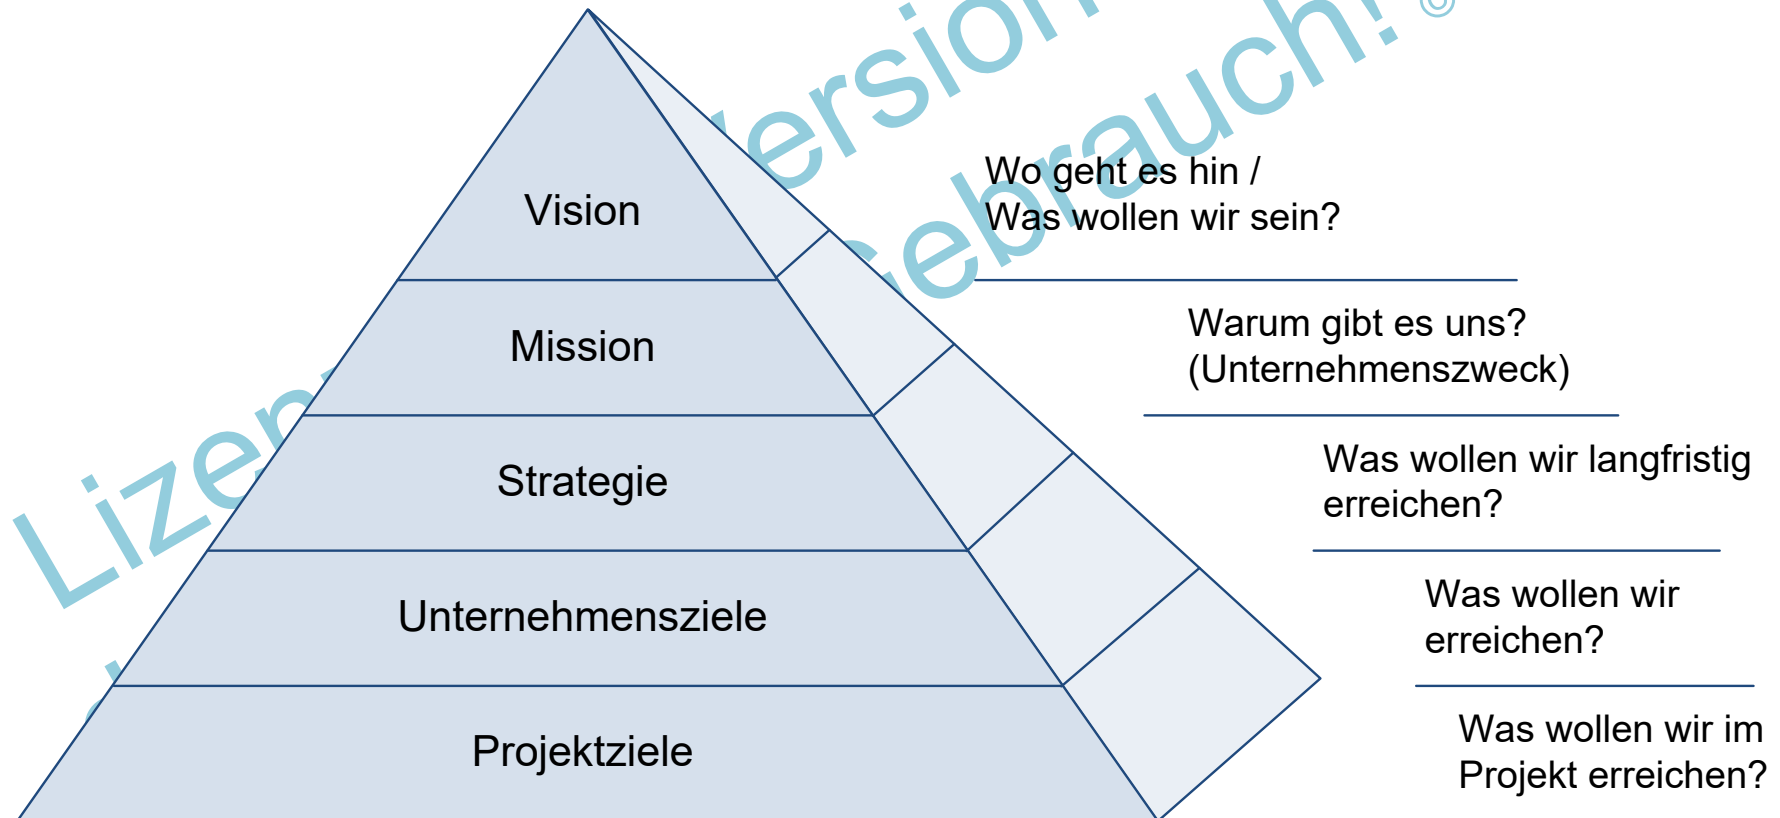 Vision
Wo geht es hin /
Was wollen wir sein?
Mission
Warum gibt es uns?
(Unternehmenszweck)
Strategie
Was wollen wir langfristig
erreichen?
Unternehmensziele
Was wollen wir
erreichen?
Projektziele
Was wollen wir im
Projekt erreichen?